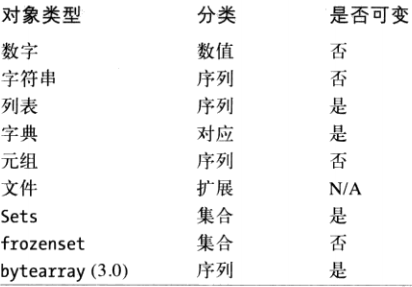 对象类型 分类 是否可变
数字 数值 否
字符串 序列 否
列表 序列 是
字典 对应 是
元组 序列 否
文件 扩展 N/A
Sets 集合 是
frozenset 集合 否
bytearray (3.0) 序列 是